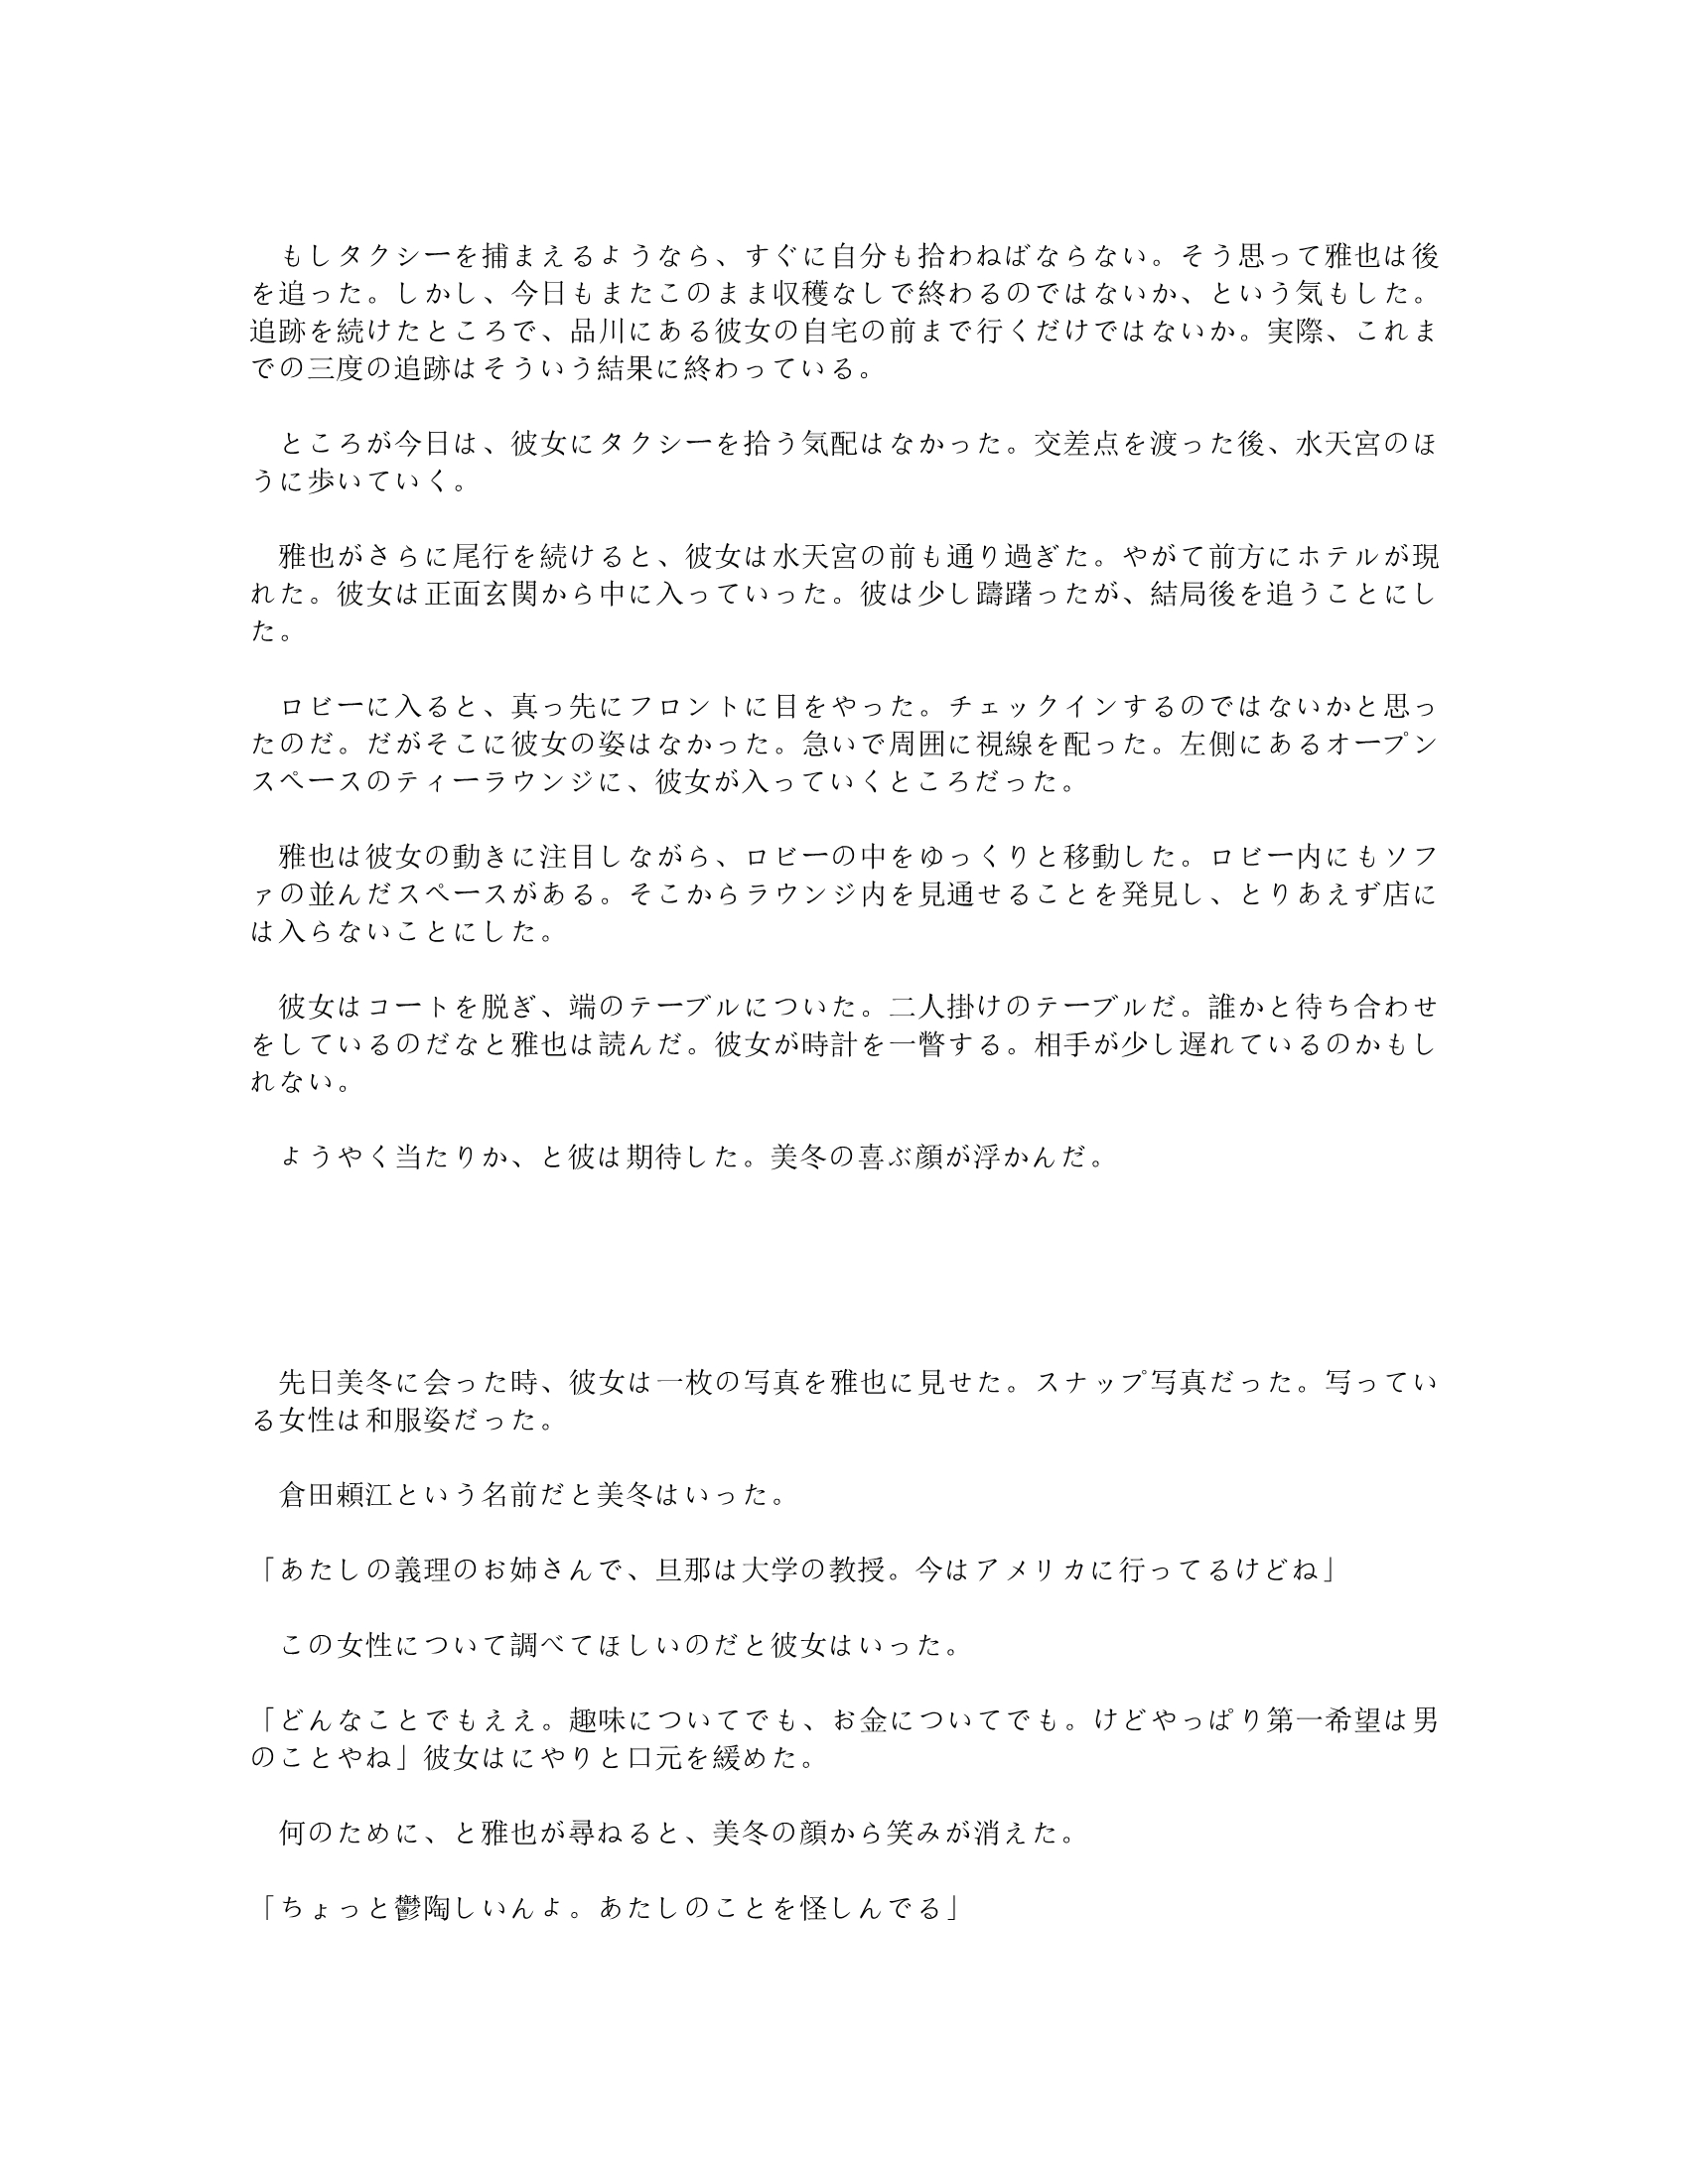 もしタクシーを捕まえるようなら、すぐに自分も拾わねばならない。そう思って雅也は後
を追った。しかし、今日もまたこのまま収穫なしで終わるのではないか、という気もした。
追跡を続けたところで、品川にある彼女の自宅の前まで行くだけではないか。実際、これま
での三度の追跡はそういう結果に終わっている。
ところが今日は、彼女にタクシーを拾う気配はなかった。交差点を渡った後、水天宮のほ
うに歩いていく。
雅也がさらに尾行を続けると、彼女は水天宮の前も通り過ぎた。やがて前方にホテルが現
れた。彼女は正面玄関から中に入っていった。彼は少し躊躇ったが、結局後を追うことにし
た。
ロビーに入ると、真っ先にフロントに目をやった。チェックインするのではないかと思っ
たのだ。だがそこに彼女の姿はなかった。急いで周囲に視線を配った。左側にあるオープン
スペースのティーラウンジに、彼女が入っていくところだった。
雅也は彼女の動きに注目しながら、ロビーの中をゆっくりと移動した。ロビー内にもソフ
ァの並んだスペースがある。そこからラウンジ内を見通せることを発見し、とりあえず店に
は入らないことにした。
彼女はコートを脱ぎ、端のテーブルについた。二人掛けのテーブルだ。誰かと待ち合わせ
をしているのだなと雅也は読んだ。彼女が時計を一瞥する。相手が少し遅れているのかもし
れない。
ようやく当たりか、と彼は期待した。美冬の喜ぶ顔が浮かんだ。
先日美冬に会った時、彼女は一枚の写真を雅也に見せた。スナップ写真だった。写ってい
る女性は和服姿だった。
倉田頼江という名前だと美冬はいった。
「あたしの義理のお姉さんで、旦那は大学の教授。今はアメリカに行ってるけどね」
この女性について調べてほしいのだと彼女はいった。
「どんなことでもええ。趣味についてでも、お金についてでも。けどやっぱり第一希望は男
のことやね」彼女はにやりと口元を緩めた。
何のために、と雅也が尋ねると、美冬の顔から笑みが消えた。
「ちょっと鬱陶しいんよ。あたしのことを怪しんでる」